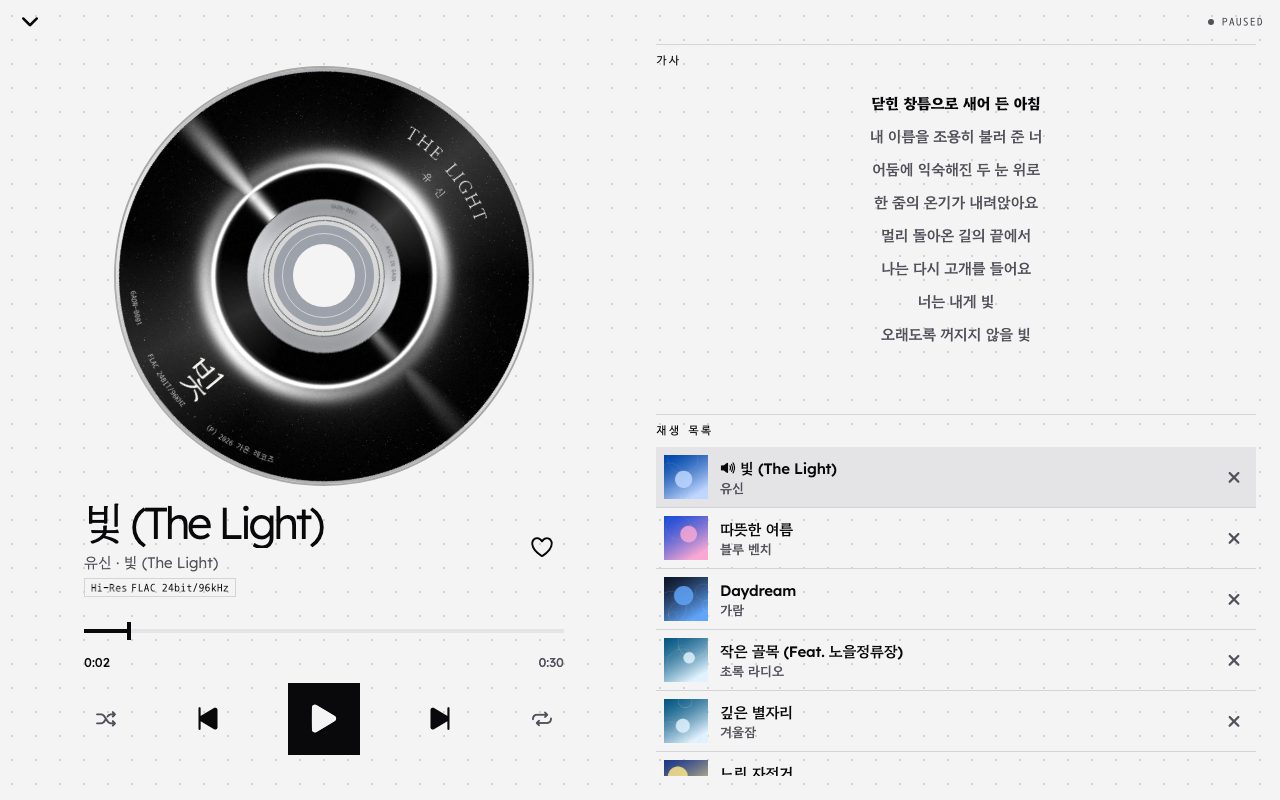 PAUSED
THE LIGHT
유 신
빛
FLAC 24BIT/96KHZ
(P) 2026 가온 레코즈
빛 (The Light)
유신 · 빛 (The Light)
Hi-Res FLAC 24bit/96kHz
0:02
0:30
가사
닫힌 창틈으로 새어 든 아침
내 이름을 조용히 불러 준 너
어둠에 익숙해진 두 눈 위로
한 줌의 온기가 내려앉아요
멀리 돌아온 길의 끝에서
나는 다시 고개를 들어요
너는 내게 빛
오래도록 꺼지지 않을 빛
재생 목록
빛 (The Light)
유신
따뜻한 여름
블루 벤치
Daydream
가람
작은 골목 (Feat. 노을정류장)
초록 라디오
깊은 별자리
겨울잠
느린 자전거